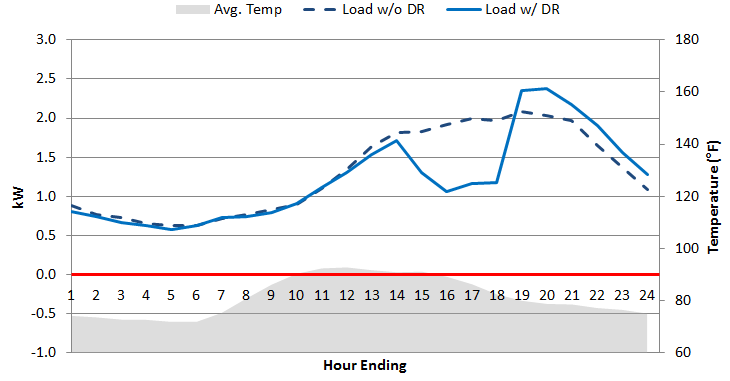 Avg. Temp Load w/o DR Load w/ DR
3.0 180
2.5 160
2.0 140
1.5
1.0 120
0.5 100
0.0
1 2 3 4 5 6 7 8 9 10 11 12 13 14 15 16 17 18 19 20 21 22 23 24
-0.5 80
-1.0 60
kW
Temperature (°F)
Hour Ending